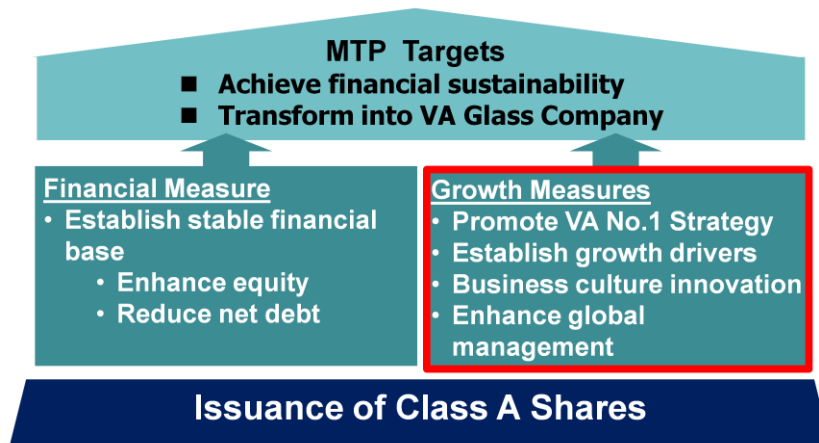 MTP Targets
■ Achieve financial sustainability
■ Transform into VA Glass Company
Financial Measure
• Establish stable financial
base
• Enhance equity
• Reduce net debt
Growth Measures
• Promote VA No.1 Strategy
• Establish growth drivers
• Business culture innovation
• Enhance global
management
Issuance of Class A Shares